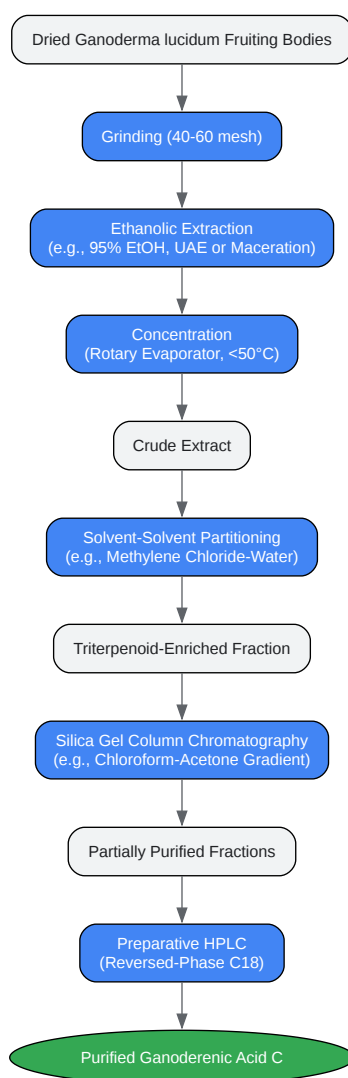 Dried Ganoderma lucidum Fruiting Bodies
Grinding (40-60 mesh)
Ethanolic Extraction
(e.g., 95% EtOH, UAE or Maceration)
Concentration
(Rotary Evaporator, <50°C)
Crude Extract
Solvent-Solvent Partitioning
(e.g., Methylene Chloride-Water)
Triterpenoid-Enriched Fraction
Silica Gel Column Chromatography
(e.g., Chloroform-Acetone Gradient)
Partially Purified Fractions
Preparative HPLC
(Reversed-Phase C18)
Purified Ganoderenic Acid C